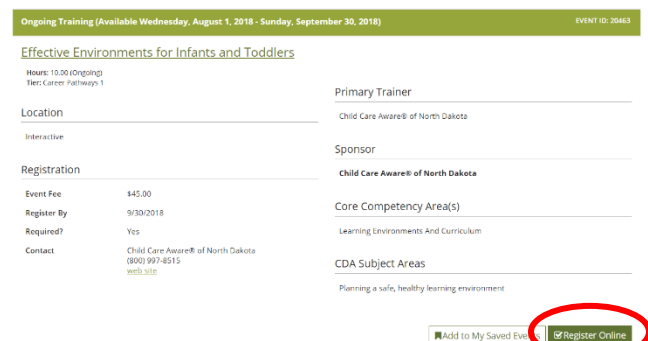 Ongoing Training (Available Wednesday, August 1, 2018 - Sunday, September 30, 2018)
EVENT ID: 20463
Effective Environments for Infants and Toddlers
Hours: 10.00 (Ongoing)
Tier: Career Pathways 1
Location
Interactive
Registration
Event Fee $45.00
Register By 9/30/2018
Required? Yes
Contact Child Care Aware® of North Dakota
(800) 997-8515
web site
Primary Trainer
Child Care Aware® of North Dakota
Sponsor
Child Care Aware® of North Dakota
Core Competency Area(s)
Learning Environments And Curriculum
CDA Subject Areas
Planning a safe, healthy learning environment
Add to My Saved Events
Register Online